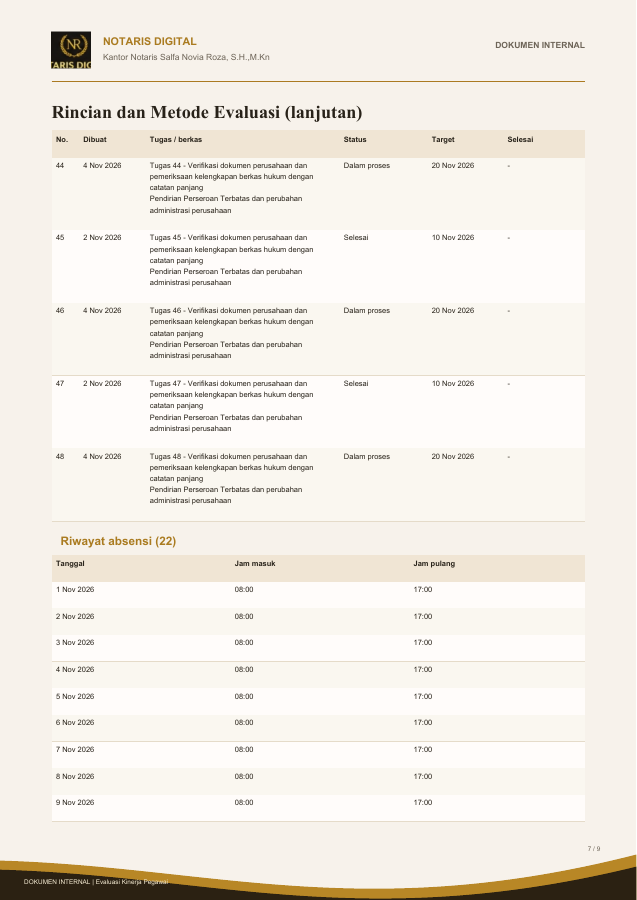 NR
TARIS DIG
NOTARIS DIGITAL
Kantor Notaris Salfa Novia Roza, S.H.,M.Kn
DOKUMEN INTERNAL
Rincian dan Metode Evaluasi (lanjutan)
No. Dibuat Tugas / berkas Status Target Selesai
44 4 Nov 2026 Tugas 44 - Verifikasi dokumen perusahaan dan Dalam proses 20 Nov 2026 -
pemeriksaan kelengkapan berkas hukum dengan
catatan panjang
Pendirian Perseroan Terbatas dan perubahan
administrasi perusahaan
45 2 Nov 2026 Tugas 45 - Verifikasi dokumen perusahaan dan Selesai 10 Nov 2026 -
pemeriksaan kelengkapan berkas hukum dengan
catatan panjang
Pendirian Perseroan Terbatas dan perubahan
administrasi perusahaan
46 4 Nov 2026 Tugas 46 - Verifikasi dokumen perusahaan dan Dalam proses 20 Nov 2026 -
pemeriksaan kelengkapan berkas hukum dengan
catatan panjang
Pendirian Perseroan Terbatas dan perubahan
administrasi perusahaan
47 2 Nov 2026 Tugas 47 - Verifikasi dokumen perusahaan dan Selesai 10 Nov 2026 -
pemeriksaan kelengkapan berkas hukum dengan
catatan panjang
Pendirian Perseroan Terbatas dan perubahan
administrasi perusahaan
48 4 Nov 2026 Tugas 48 - Verifikasi dokumen perusahaan dan Dalam proses 20 Nov 2026 -
pemeriksaan kelengkapan berkas hukum dengan
catatan panjang
Pendirian Perseroan Terbatas dan perubahan
administrasi perusahaan
Riwayat absensi (22)
Tanggal Jam masuk Jam pulang
1 Nov 2026 08:00 17:00
2 Nov 2026 08:00 17:00
3 Nov 2026 08:00 17:00
4 Nov 2026 08:00 17:00
5 Nov 2026 08:00 17:00
6 Nov 2026 08:00 17:00
7 Nov 2026 08:00 17:00
8 Nov 2026 08:00 17:00
9 Nov 2026 08:00 17:00
7 / 9
DOKUMEN INTERNAL | Evaluasi Kinerja Pegawai